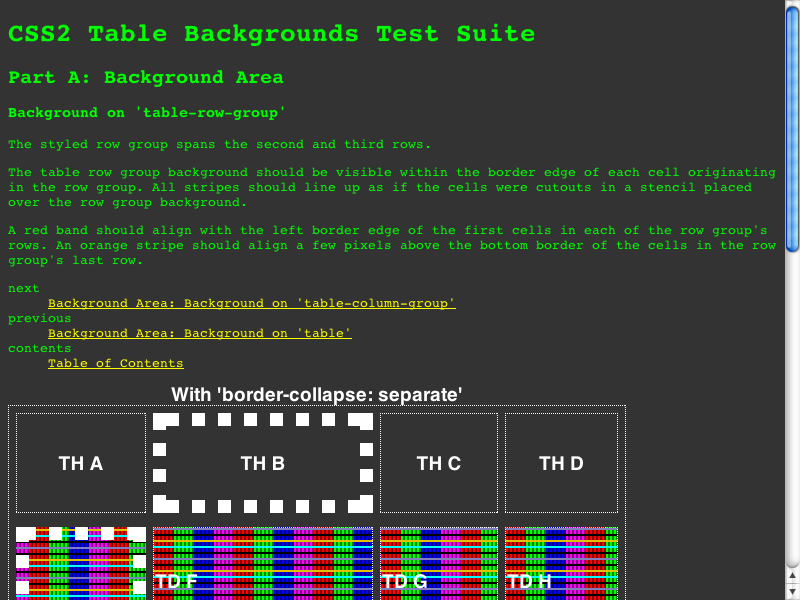 CSS2 Table Backgrounds Test Suite
Part A: Background Area
Background on 'table-row-group'
The styled row group spans the second and third rows.
The table row group background should be visible within the border edge of each cell originating
in the row group. All stripes should line up as if the cells were cutouts in a stencil placed
over the row group background.
A red band should align with the left border edge of the first cells in each of the row group's
rows. An orange stripe should align a few pixels above the bottom border of the cells in the row
group's last row.
next
Background Area: Background on 'table-column-group'
previous
Background Area: Background on 'table'
contents
Table of Contents
With 'border-collapse: separate'
TH A TH B TH C TH D
TD F TD G TD H